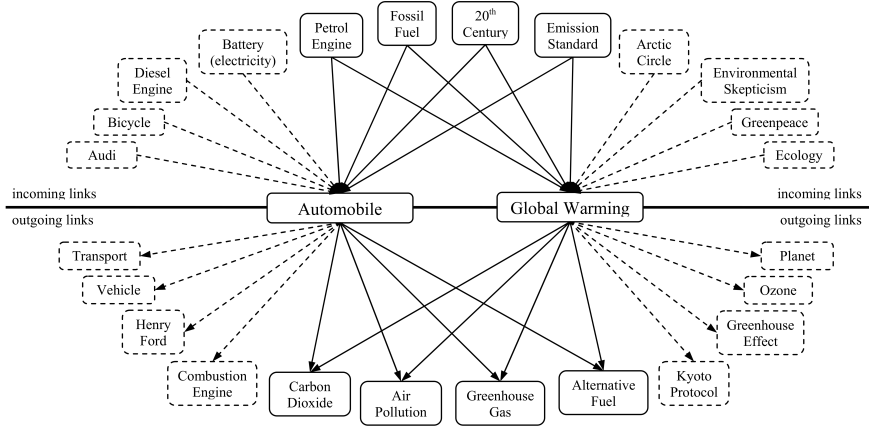 Battery
(electricity)
Petrol
Engine
Fossil
Fuel
20th
Century
Emission
Standard
Arctic
Circle
Diesel
Engine
Environmental
Skepticism
Bicycle
Greenpeace
Audi
Ecology
incoming links
incoming links
Automobile
Global Warming
outgoing links
outgoing links
Transport
Planet
Vehicle
Ozone
Henry
Ford
Greenhouse
Effect
Combustion
Engine
Carbon
Dioxide
Air
Pollution
Greenhouse
Gas
Alternative
Fuel
Kyoto
Protocol